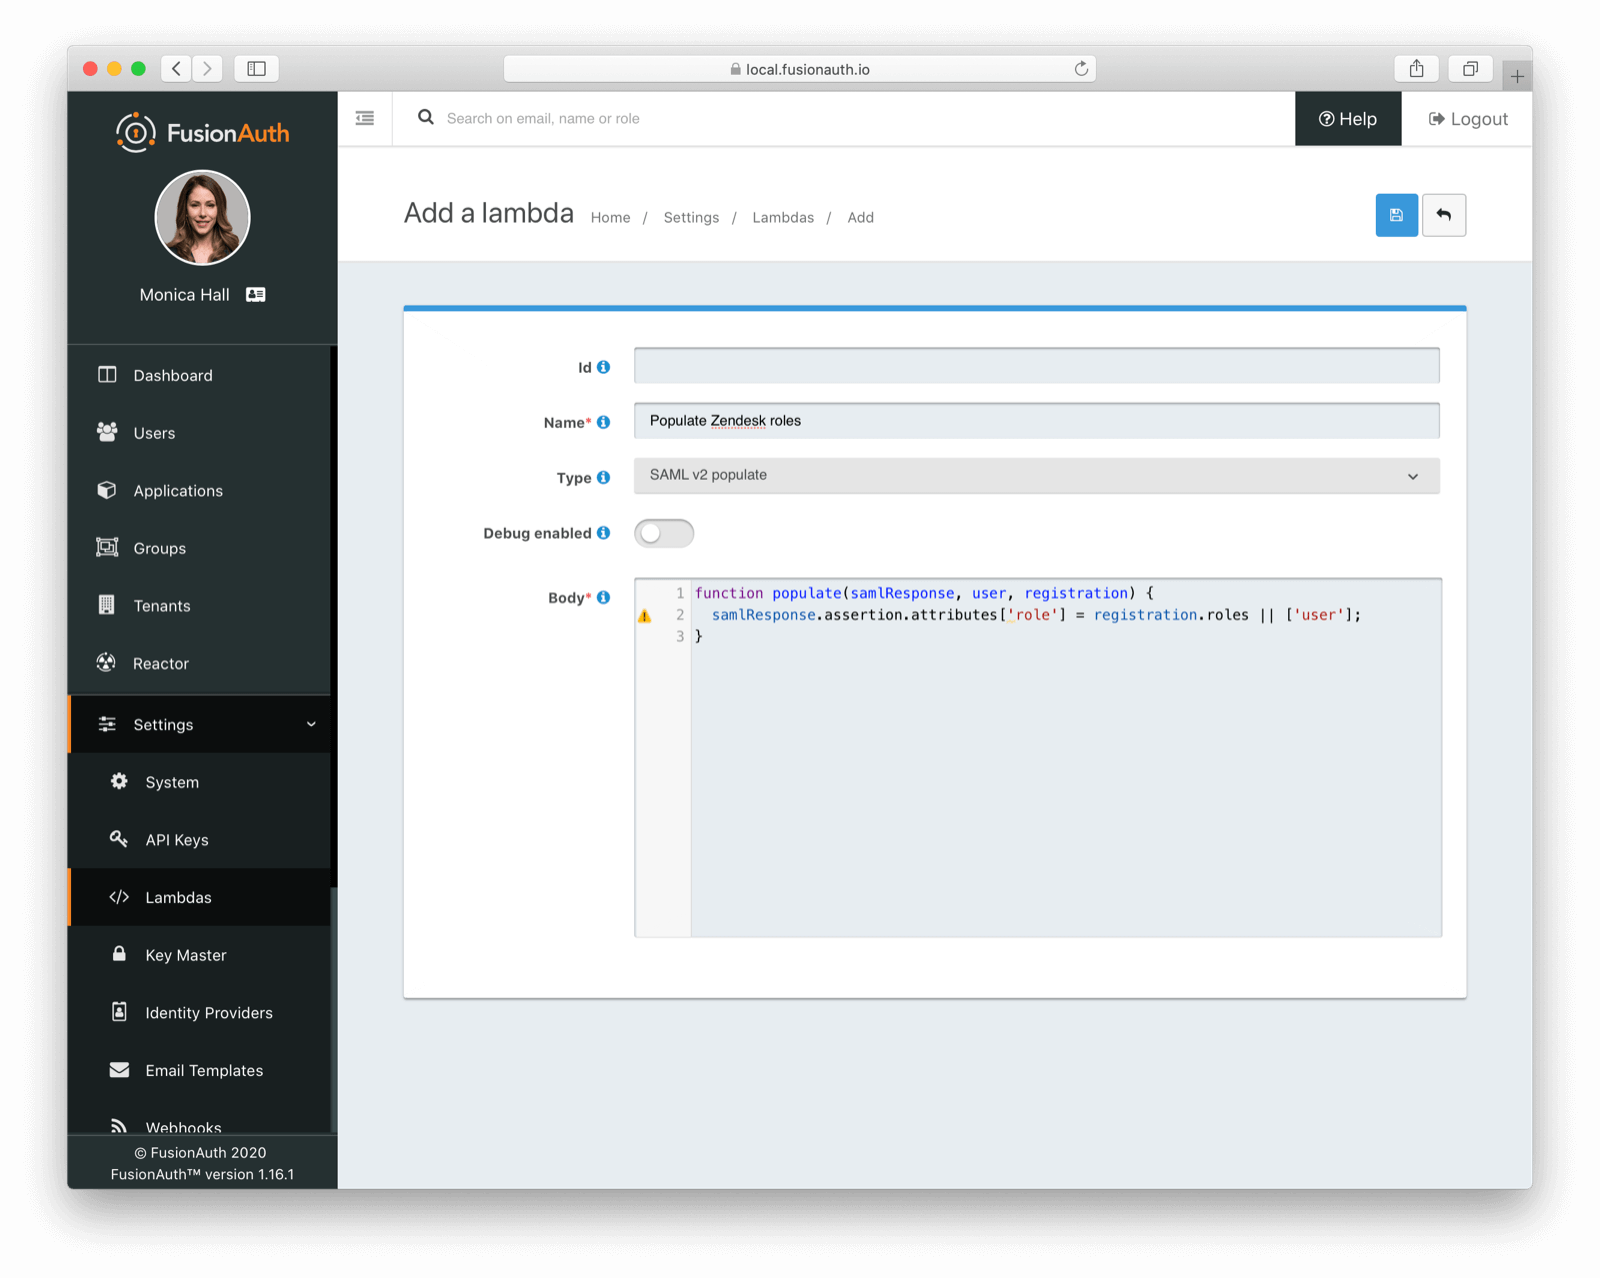 local.fusionauth.io
FusionAuth
Search on email, name or role
Help
Logout
Monica Hall
Add a lambda
Home / Settings / Lambdas / Add
Dashboard
Users
Applications
Groups
Tenants
Reactor
Settings
System
API Keys
Lambdas
Key Master
Identity Providers
Email Templates
Webhooks
© FusionAuth 2020
FusionAuth™ version 1.16.1
Id
Name* Populate Zendesk roles
Type SAML v2 populate
Debug enabled
Body*
1 function populate(samlResponse, user, registration) {
2   samlResponse.assertion.attributes['role'] = registration.roles || ['user'];
3 }